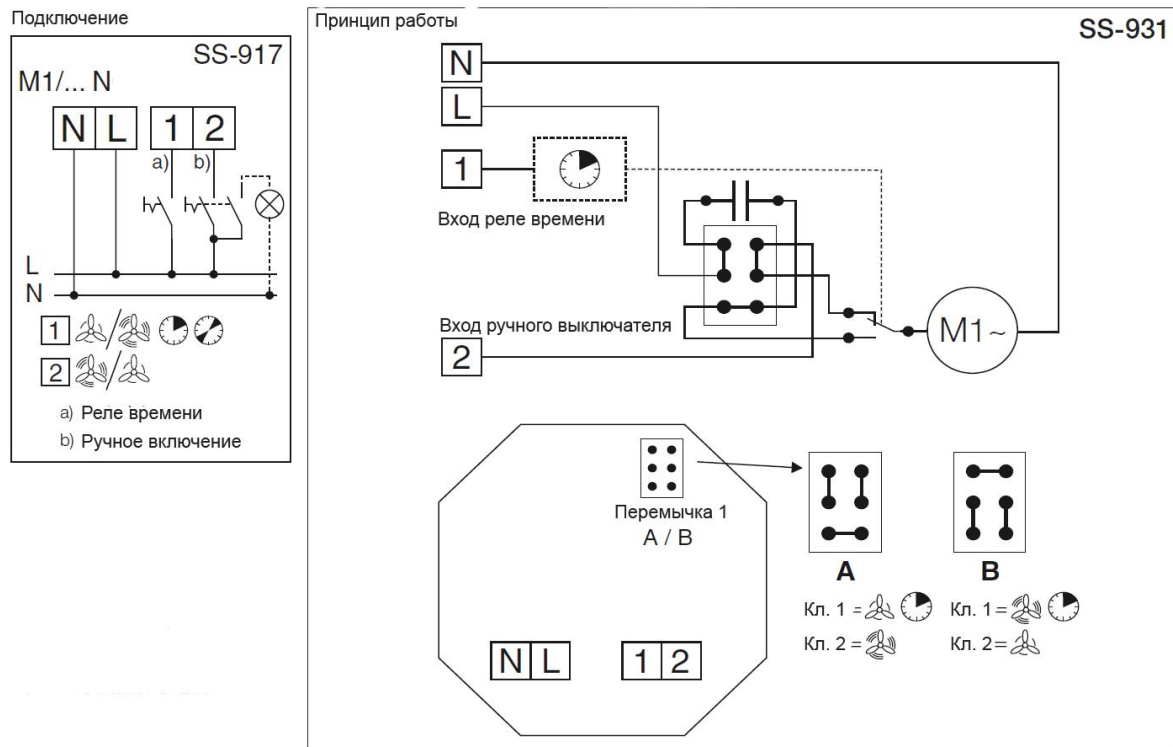 Подключение
SS-917
M1/... N
N L 1 2
a) b)
L
N
1 /
2 /
a) Реле времени
b) Ручное включение
Принцип работы
SS-931
N
L
1
Вход реле времени
Вход ручного выключателя
2
M1~
Перемычка 1
A / B
N L 1 2
A
Кл. 1 =
Кл. 2 =
B
Кл. 1 =
Кл. 2=